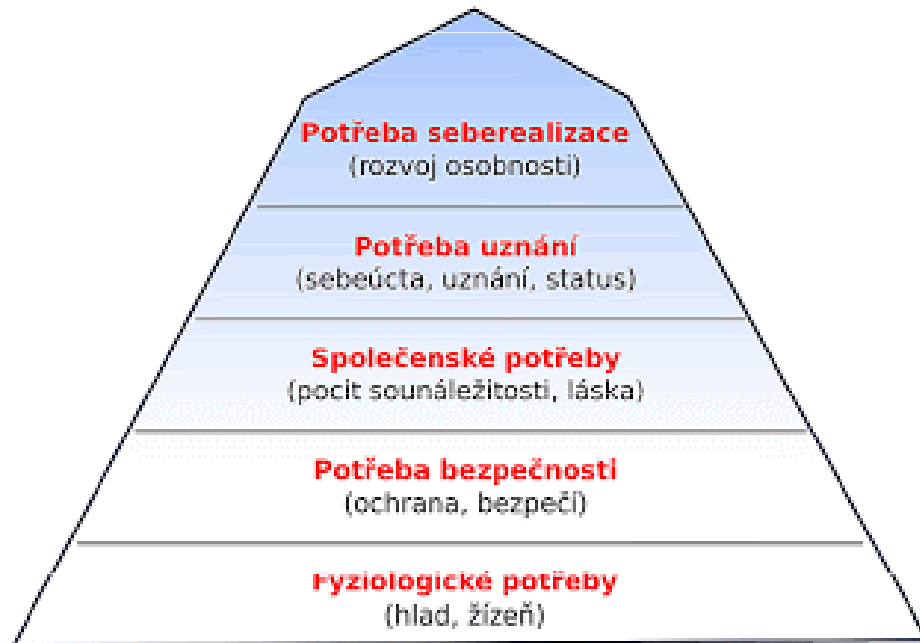 Potřeba seberealizace
(rozvoj osobnosti)
Potřeba uznání
(sebeúcta, uznání, status)
Společenské potřeby
(pocit sounáležitosti, láska)
Potřeba bezpečnosti
(ochrana, bezpečí)
Fyziologické potřeby
(hlad, žízeň)